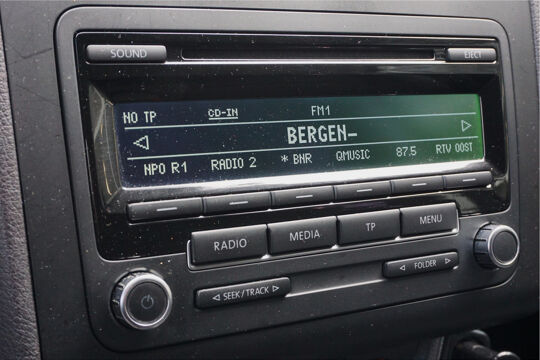 SOUND EJECT
NO TP CD-IN FM1
◁ BERGEN_ ▷
NPO R1 RADIO 2 *BNR QMUSIC 87.5 RTV OOST
RADIO MEDIA TP MENU
◁ SEEK/TRACK ▷ ◁ FOLDER ▷